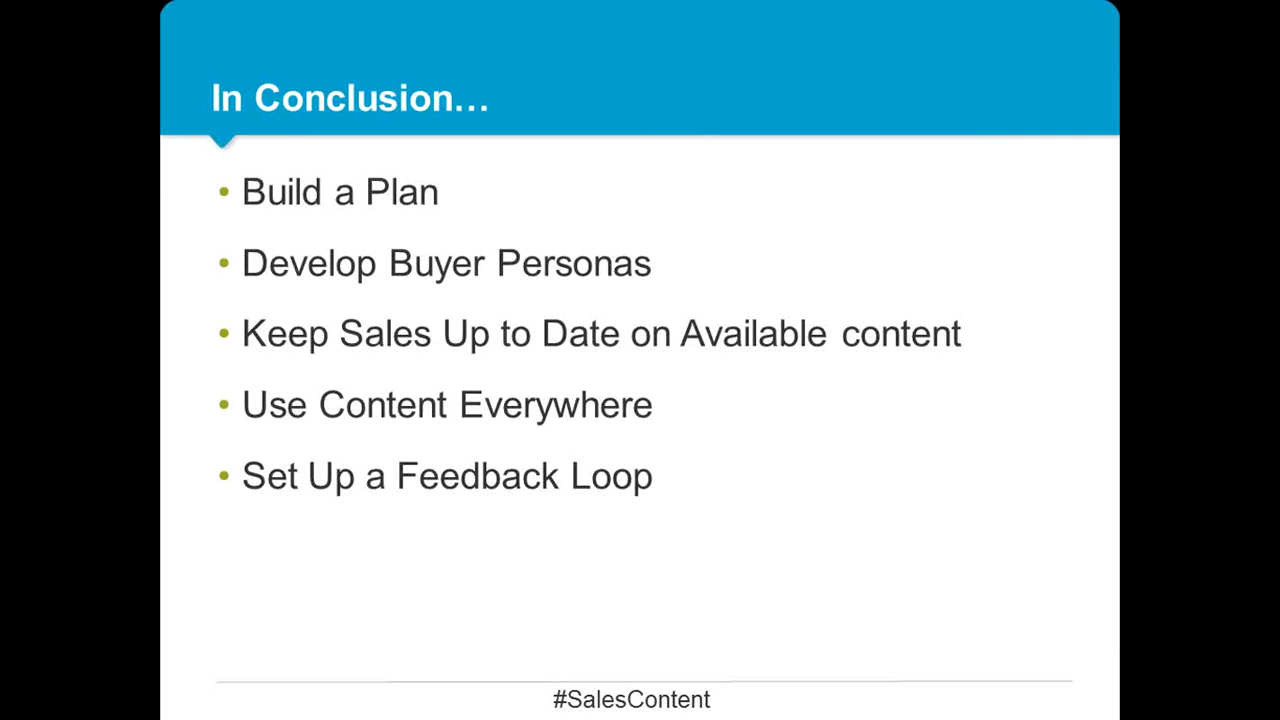 In Conclusion…
• Build a Plan
• Develop Buyer Personas
• Keep Sales Up to Date on Available content
• Use Content Everywhere
• Set Up a Feedback Loop
#SalesContent